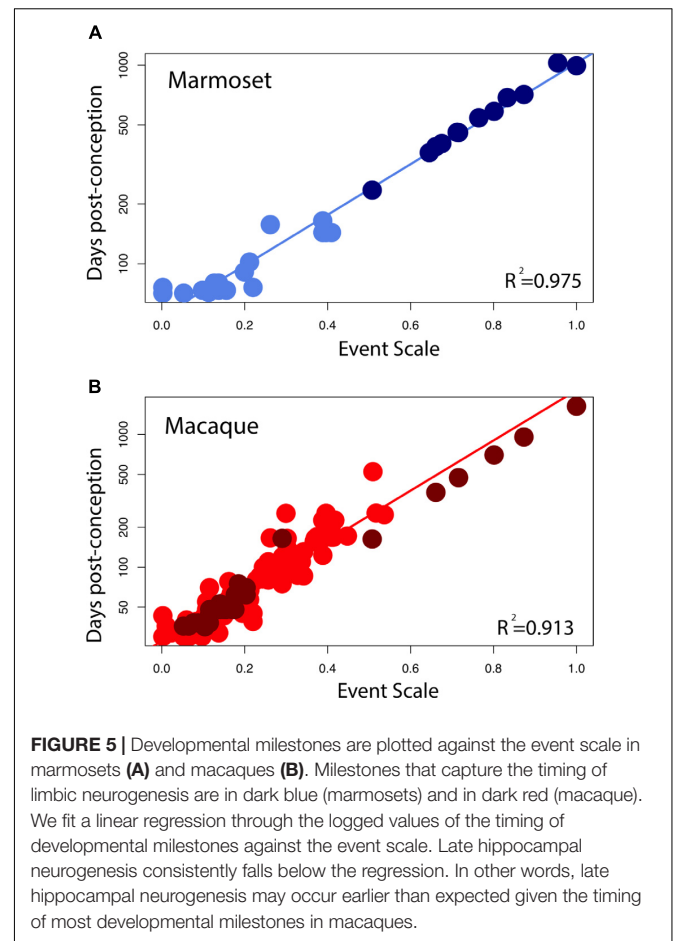 A
Marmoset
Days post-conception
1000
500
200
100
R²=0.975
0.0 0.2 0.4 0.6 0.8 1.0
Event Scale
B
Macaque
Days post-conception
1000
500
200
100
50
R²=0.913
0.0 0.2 0.4 0.6 0.8 1.0
Event Scale
FIGURE 5 | Developmental milestones are plotted against the event scale in
marmosets (A) and macaques (B). Milestones that capture the timing of
limbic neurogenesis are in dark blue (marmosets) and in dark red (macaque).
We fit a linear regression through the logged values of the timing of
developmental milestones against the event scale. Late hippocampal
neurogenesis consistently falls below the regression. In other words, late
hippocampal neurogenesis may occur earlier than expected given the timing
of most developmental milestones in macaques.